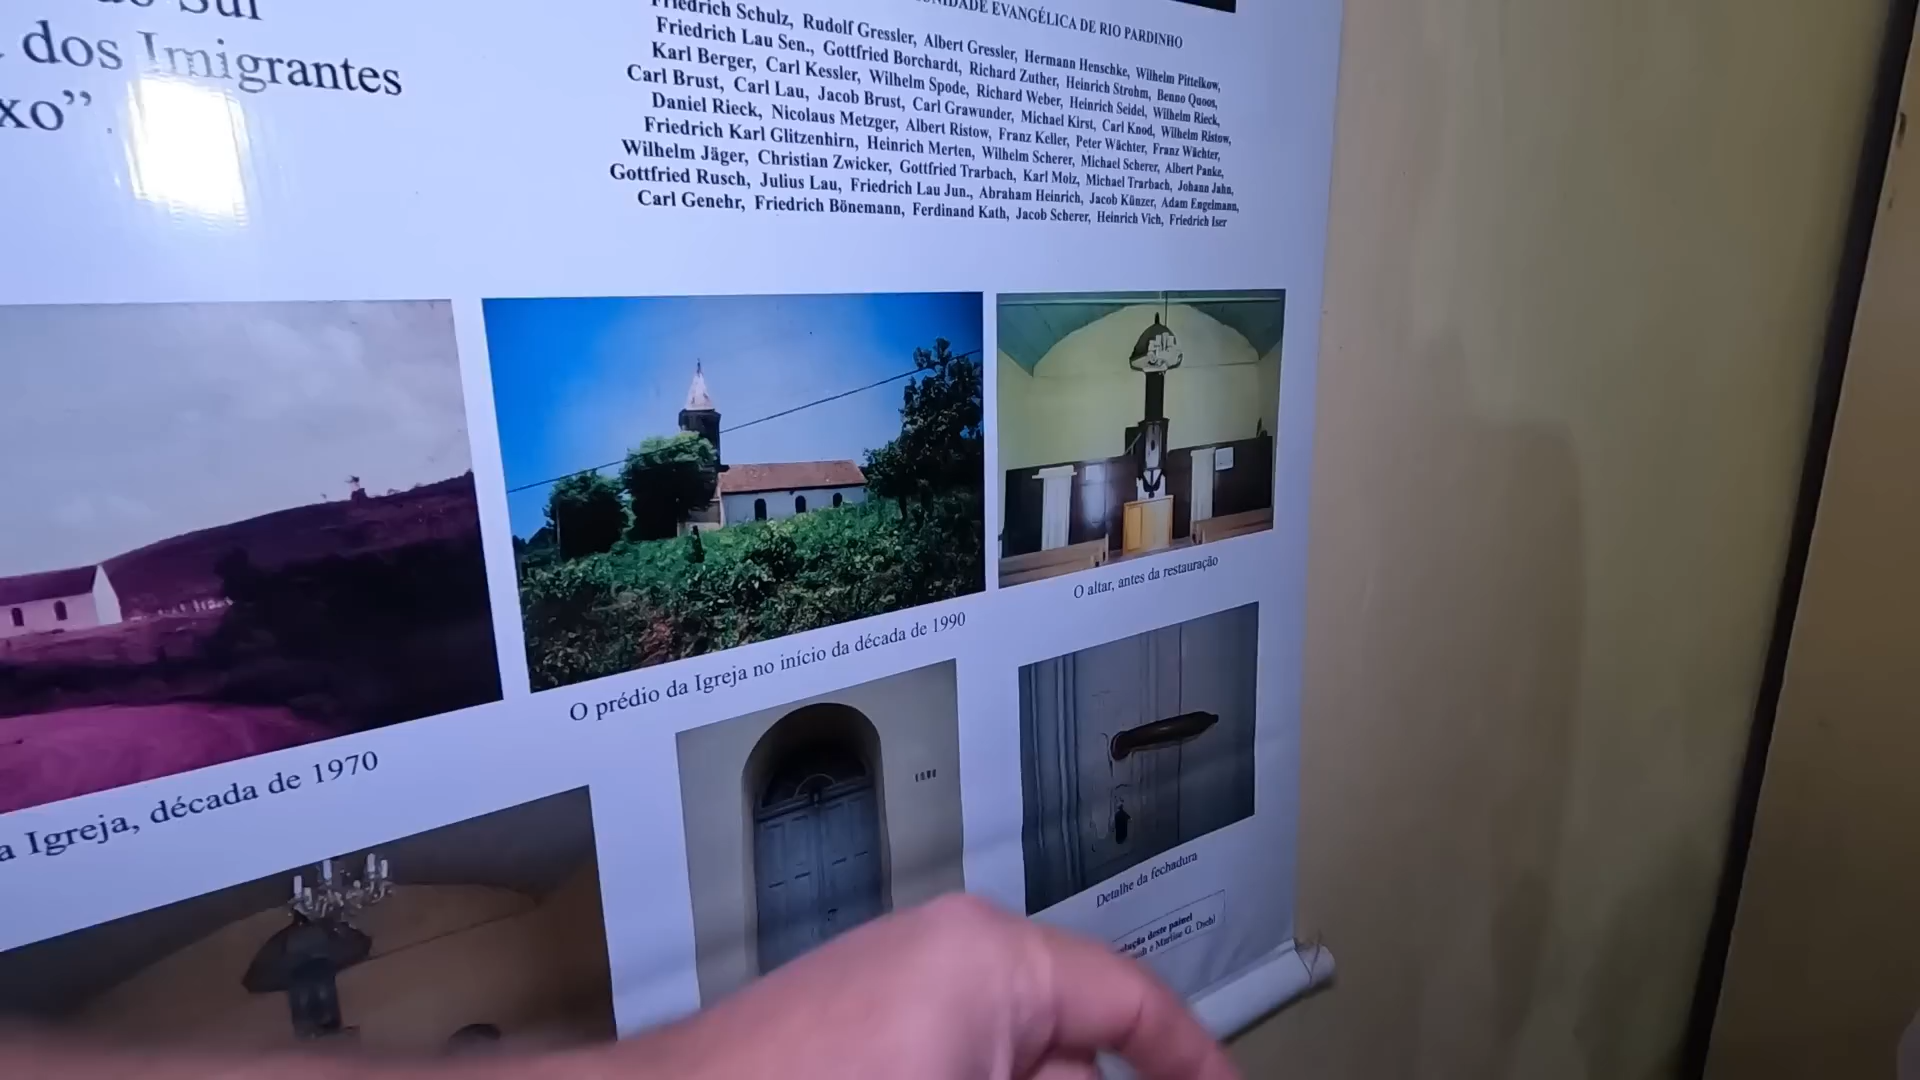 Sul
dos Imigrantes
xo”.
EVANGÉLICA DE RIO PARDINHO
Friedrich Schulz, Rudolf Gressler, Albert Gressler, Hermann Henschke, Wilhelm Pittelkow,
Friedrich Lau Sen., Gottfried Borchardt, Richard Zuther, Heinrich Strohm, Benno Quoos,
Karl Berger, Carl Kessler, Wilhelm Spode, Richard Weber, Heinrich Seidel, Wilhelm Rieck,
Carl Brust, Carl Lau, Jacob Brust, Carl Grawunder, Michael Kirst, Carl Knod, Wilhelm Ristow,
Daniel Rieck, Nicolaus Metzger, Albert Ristow, Franz Keller, Peter Wächter, Franz Wächter,
Friedrich Karl Glitzenhirn, Heinrich Merten, Wilhelm Scherer, Michael Scherer, Albert Panke,
Wilhelm Jäger, Christian Zwicker, Gottfried Trarbach, Karl Molz, Michael Trarbach, Johann Jahn,
Gottfried Rusch, Julius Lau, Friedrich Lau Jun., Abraham Heinrich, Jacob Künzer, Adam Engelmann,
Carl Genehr, Friedrich Bönemann, Ferdinand Kath, Jacob Scherer, Heinrich Vich, Friedrich Iser
O altar, antes da restauração
O prédio da Igreja no início da década de 1990
a Igreja, década de 1970
Detalhe da fechadura
deste painel
e Marlise G.